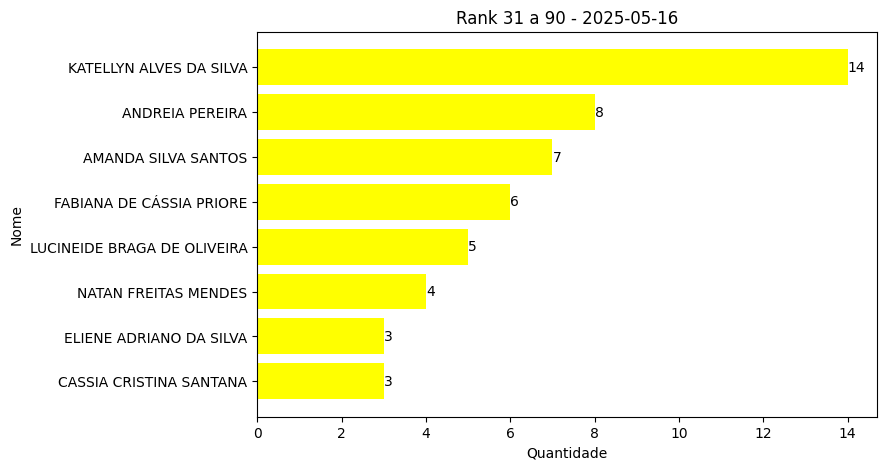 Rank 31 a 90 - 2025-05-16
KATELLYN ALVES DA SILVA
14
ANDREIA PEREIRA
8
AMANDA SILVA SANTOS
7
FABIANA DE CÁSSIA PRIORE
6
LUCINEIDE BRAGA DE OLIVEIRA
5
NATAN FREITAS MENDES
4
ELIENE ADRIANO DA SILVA
3
CASSIA CRISTINA SANTANA
3
Nome
0 2 4 6 8 10 12 14
Quantidade